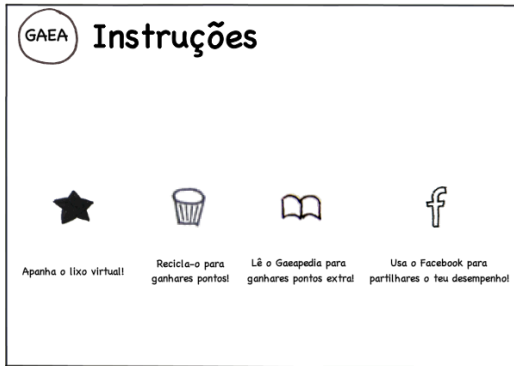 GAEA
Instruções
Apanha o lixo virtual!
Recicla-o para
ganhares pontos!
Lê o Gaeapedia para
ganhares pontos extra!
Usa o Facebook para
partilhares o teu desempenho!